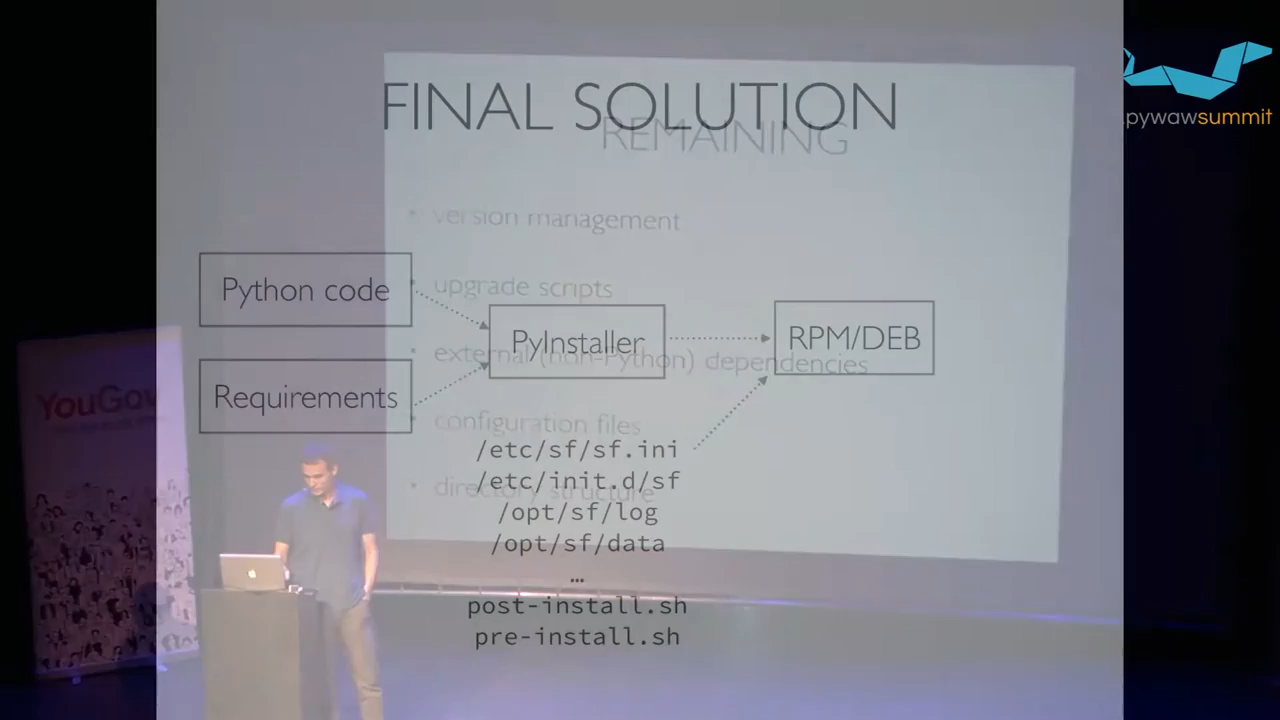 FINAL SOLUTION
REMAINING
pywawsummit
• version management
Python code
• upgrade scripts
PyInstaller
RPM/DEB
• external (non-Python) dependencies
Requirements
YouGov
• configuration files
/etc/sf/sf.ini
/etc/init.d/sf
• directory structure
/opt/sf/log
/opt/sf/data
...
post-install.sh
pre-install.sh